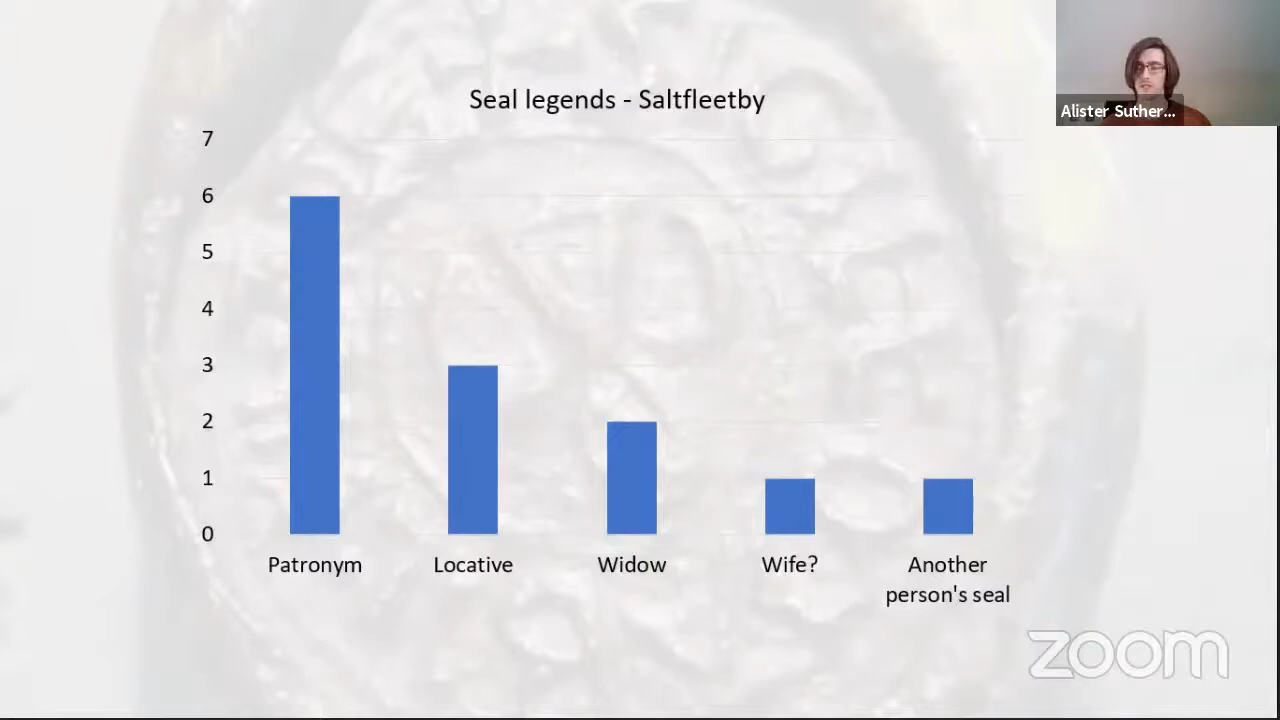 Seal legends - Saltfleetby
Alister Suther...
7
6
5
4
3
2
1
0
Patronym
Locative
Widow
Wife?
Another
person's seal
zoom